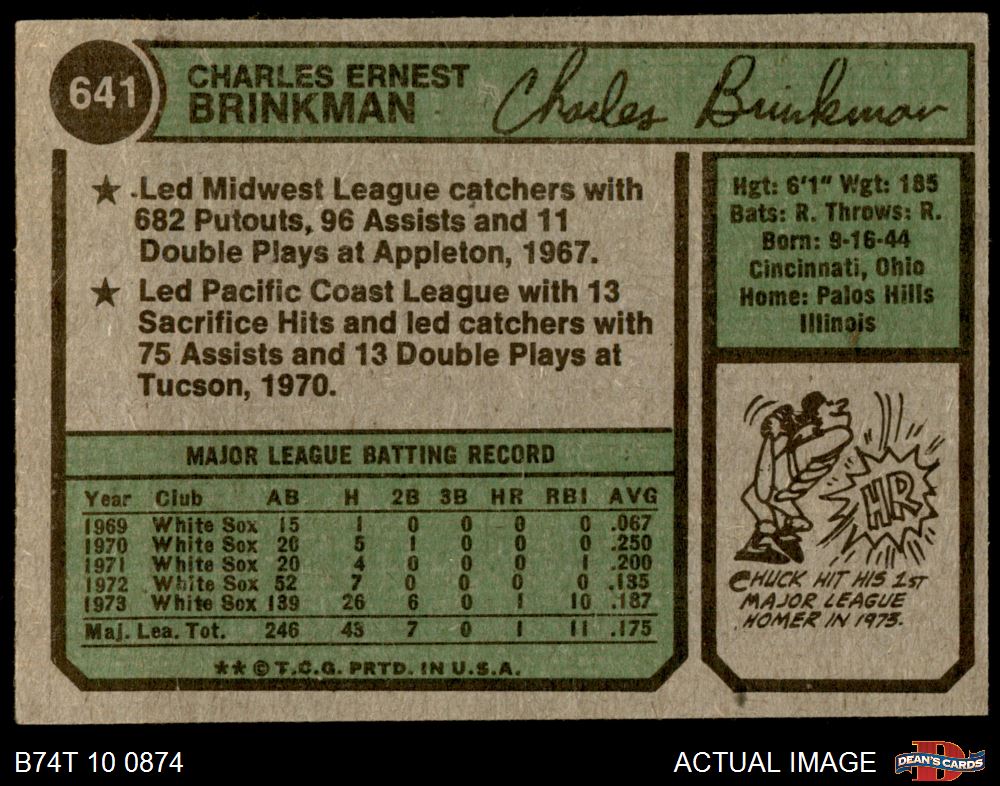 641
CHARLES ERNEST
BRINKMAN
Charles Brinkman
★ Led Midwest League catchers with
682 Putouts, 96 Assists and 11
Double Plays at Appleton, 1967.
★ Led Pacific Coast League with 13
Sacrifice Hits and led catchers with
75 Assists and 13 Double Plays at
Tucson, 1970.
MAJOR LEAGUE BATTING RECORD
Year Club AB H 2B 3B HR RBI AVG
1969 White Sox 15 1 0 0 0 0 .067
1970 White Sox 20 5 1 0 0 0 .250
1971 White Sox 20 4 0 0 0 1 .200
1972 White Sox 52 7 0 0 0 0 .135
1973 White Sox 139 26 6 0 1 10 .187
Maj. Lea. Tot. 246 43 7 0 1 11 .175
** © T.C.G. PRTD. IN U.S.A.
Hgt: 6'1" Wgt: 185
Bats: R. Throws: R.
Born: 9-16-44
Cincinnati, Ohio
Home: Palos Hills
Illinois
HR
CHUCK HIT HIS 1ST
MAJOR LEAGUE
HOMER IN 1973.
B74T 10 0874
ACTUAL IMAGE
D
DEAN'S CARDS